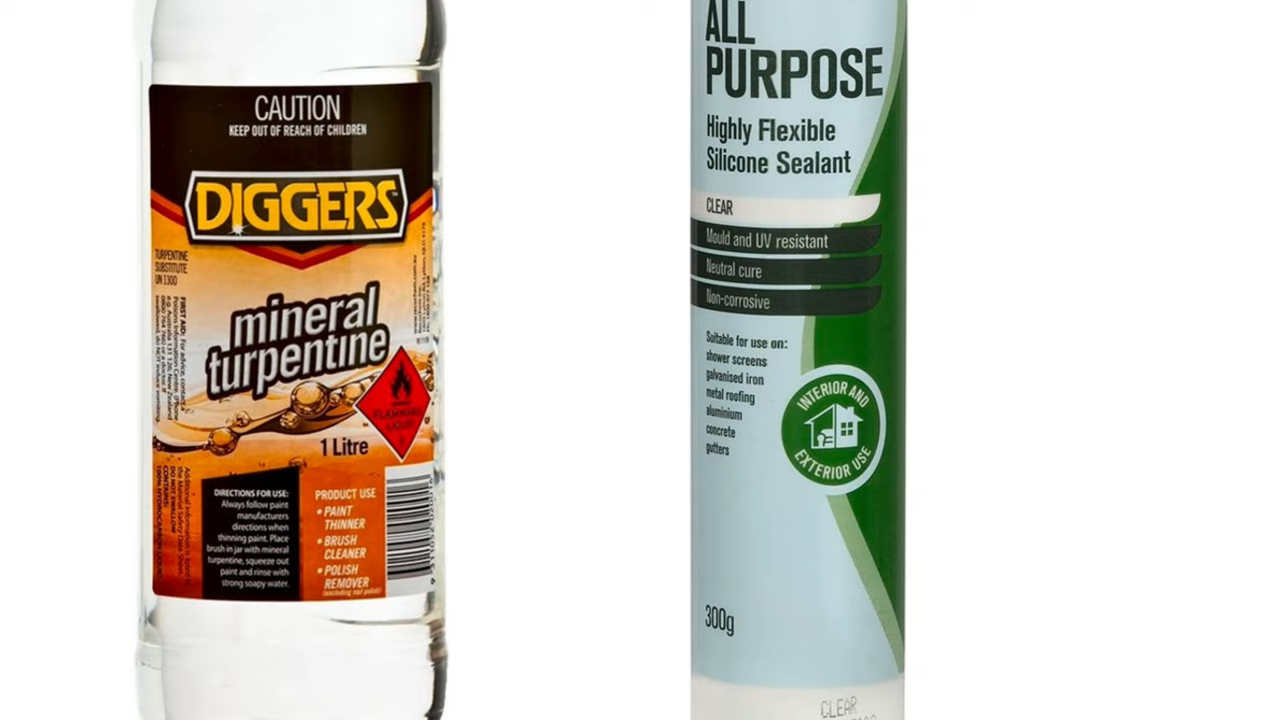 CAUTION
KEEP OUT OF REACH OF CHILDREN
DIGGERS
TURPENTINE
SUBSTITUTE
UN 1300
mineral
turpentine
FLAMMABLE
LIQUID
1 Litre
DIRECTIONS FOR USE:
Always follow paint
manufacturers
directions when
thinning paint. Place
brush in jar with mineral
turpentine, squeeze out
paint and rinse with
strong soapy water.
PRODUCT USE
• PAINT
THINNER
• BRUSH
CLEANER
• POLISH
REMOVER
(excluding nail polish)
ALL
PURPOSE
Highly Flexible
Silicone Sealant
CLEAR
Mould and UV resistant
Neutral cure
Non-corrosive
Suitable for use on:
shower screens
galvanised iron
metal roofing
aluminium
concrete
gutters
INTERIOR AND
EXTERIOR USE
300g
CLEAR